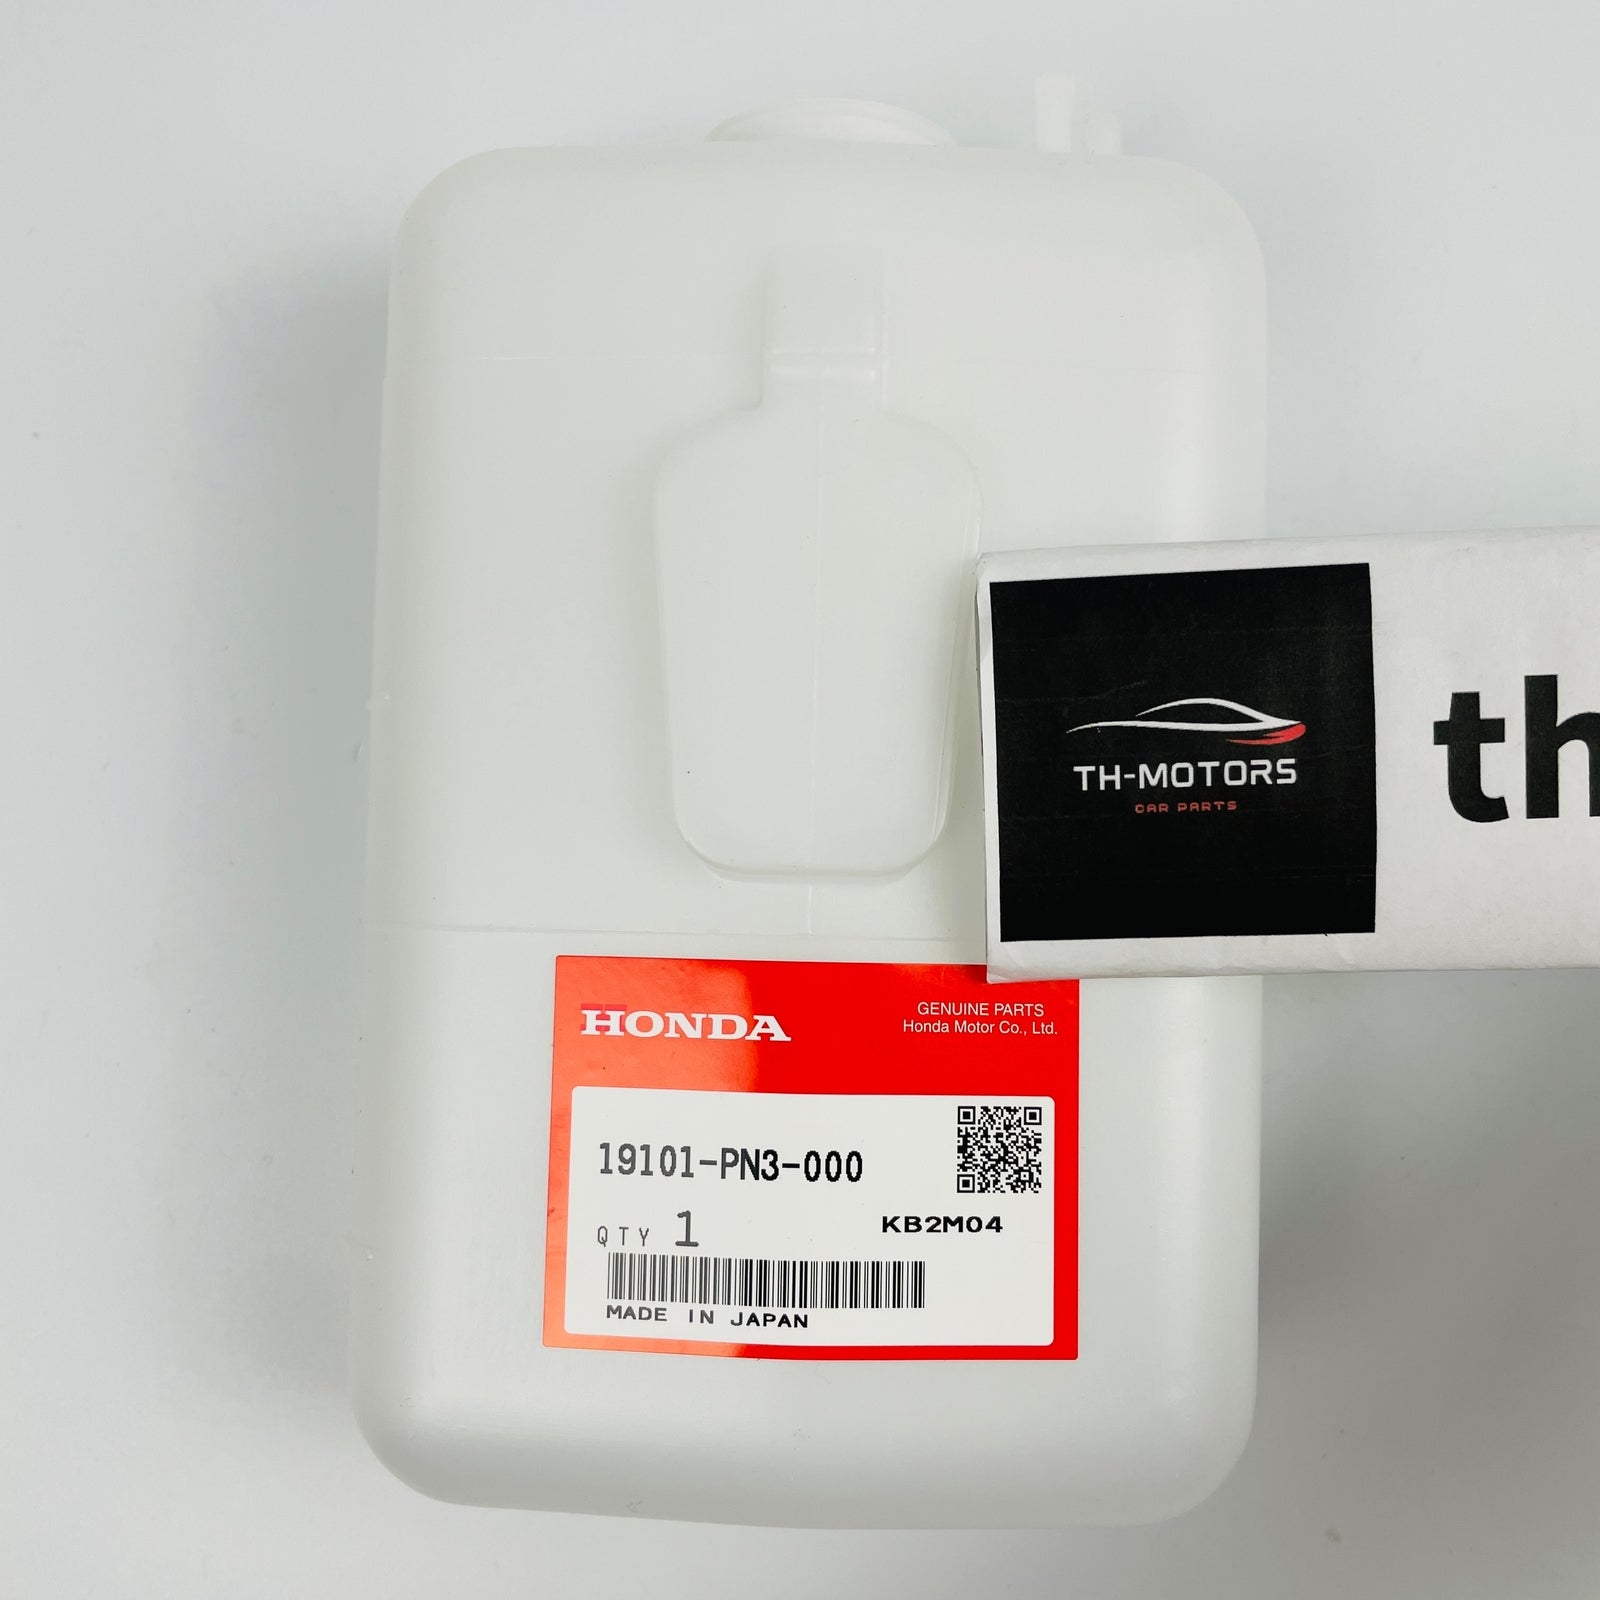 TH-MOTORS
CAR PARTS
th
HONDA
GENUINE PARTS
Honda Motor Co., Ltd.
19101-PN3-000
QTY 1
KB2M04
MADE IN JAPAN